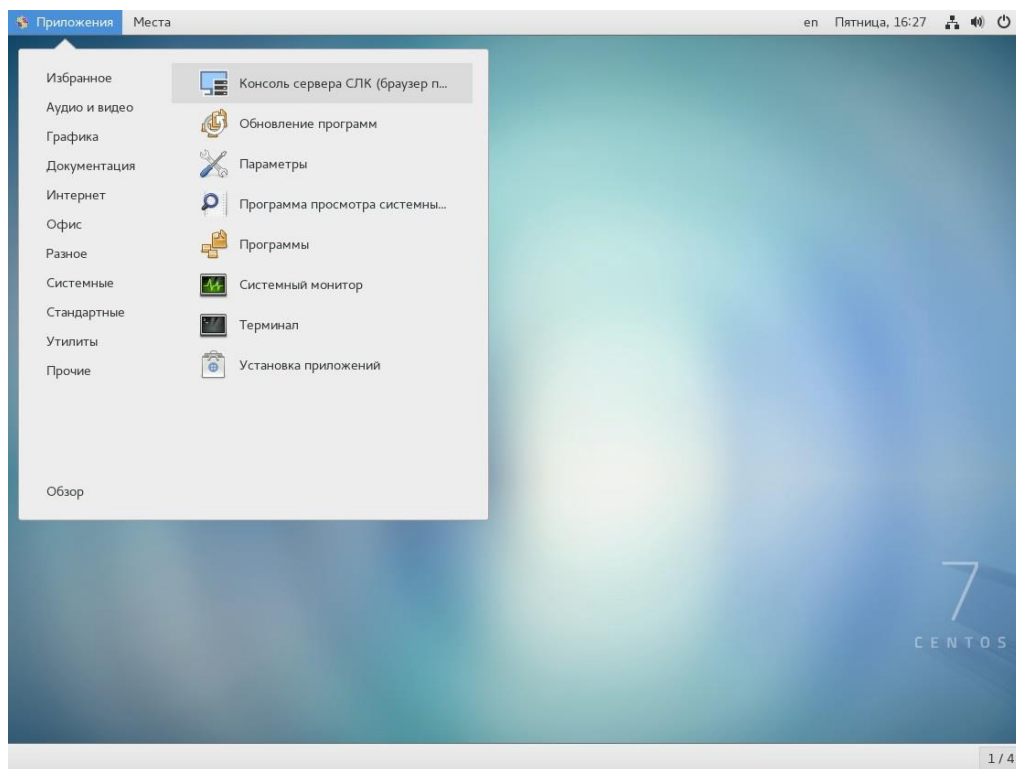 Приложения Места en Пятница, 16:27
Избранное
Аудио и видео
Графика
Документация
Интернет
Офис
Разное
Системные
Стандартные
Утилиты
Прочие
Обзор
Консоль сервера СЛК (браузер п...
Обновление программ
Параметры
Программа просмотра системны...
Программы
Системный монитор
Терминал
Установка приложений
7
CENTOS
1 / 4